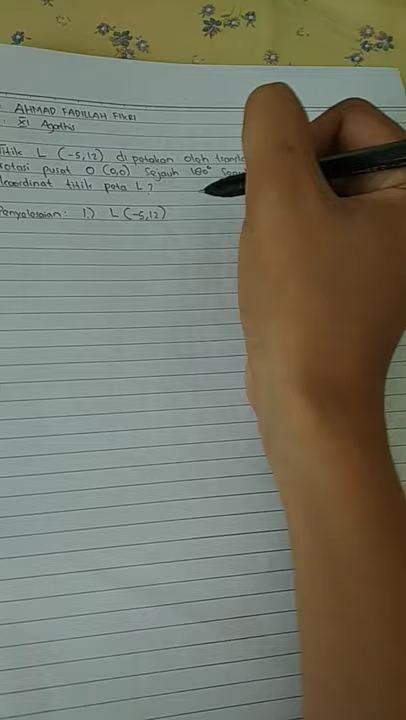 : AHMAD FADILLAH FIKRI
: XI Agathis
Titik L (-5,12) di petakan oleh
rotasi pusat O (0,0) sejauh 180°
koordinat titik peta L?
Penyelesaian: 1.) L (-5,12)